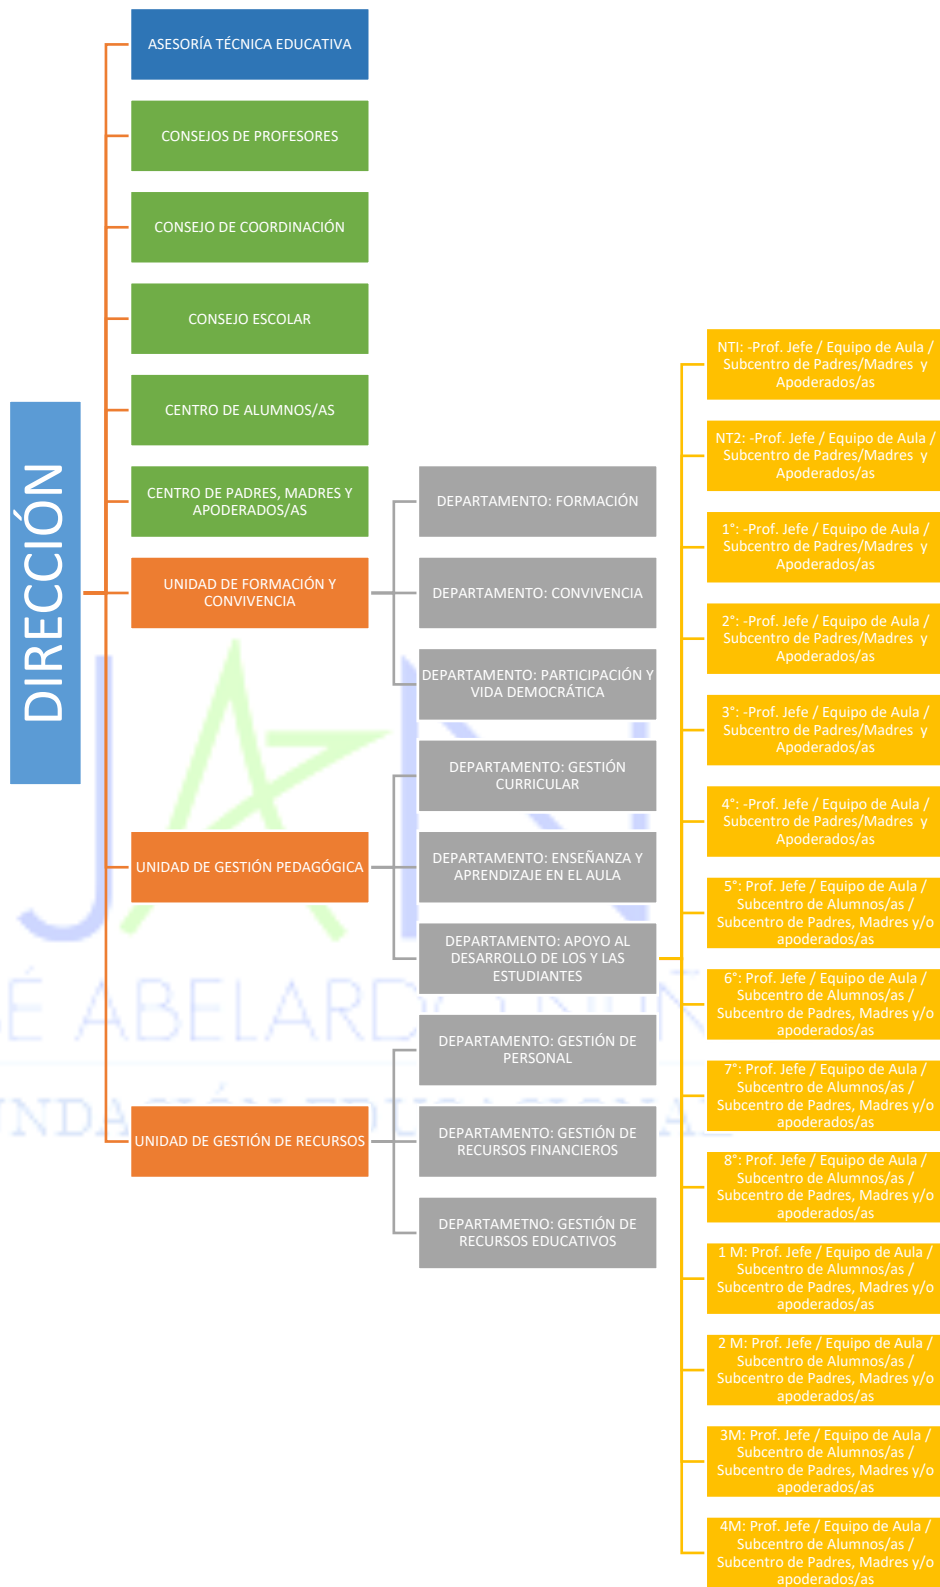 DIRECCIÓN
ASESORÍA TÉCNICA EDUCATIVA
CONSEJOS DE PROFESORES
CONSEJO DE COORDINACIÓN
CONSEJO ESCOLAR
CENTRO DE ALUMNOS/AS
CENTRO DE PADRES, MADRES Y
APODERADOS/AS
UNIDAD DE FORMACIÓN Y
CONVIVENCIA
DEPARTAMENTO: FORMACIÓN
DEPARTAMENTO: CONVIVENCIA
DEPARTAMENTO: PARTICIPACIÓN Y
VIDA DEMOCRÁTICA
UNIDAD DE GESTIÓN PEDAGÓGICA
DEPARTAMENTO: GESTIÓN
CURRICULAR
DEPARTAMENTO: ENSEÑANZA Y
APRENDIZAJE EN EL AULA
DEPARTAMENTO: APOYO AL
DESARROLLO DE LOS Y LAS
ESTUDIANTES
NTI: -Prof. Jefe / Equipo de Aula /
Subcentro de Padres/Madres y
Apoderados/as
NT2: -Prof. Jefe / Equipo de Aula /
Subcentro de Padres/Madres y
Apoderados/as
1°: -Prof. Jefe / Equipo de Aula /
Subcentro de Padres/Madres y
Apoderados/as
2°: -Prof. Jefe / Equipo de Aula /
Subcentro de Padres/Madres y
Apoderados/as
3°: -Prof. Jefe / Equipo de Aula /
Subcentro de Padres/Madres y
Apoderados/as
4°: -Prof. Jefe / Equipo de Aula /
Subcentro de Padres/Madres y
Apoderados/as
5°: Prof. Jefe / Equipo de Aula /
Subcentro de Alumnos/as /
Subcentro de Padres, Madres y/o
apoderados/as
6°: Prof. Jefe / Equipo de Aula /
Subcentro de Alumnos/as /
Subcentro de Padres, Madres y/o
apoderados/as
7°: Prof. Jefe / Equipo de Aula /
Subcentro de Alumnos/as /
Subcentro de Padres, Madres y/o
apoderados/as
8°: Prof. Jefe / Equipo de Aula /
Subcentro de Alumnos/as /
Subcentro de Padres, Madres y/o
apoderados/as
1 M: Prof. Jefe / Equipo de Aula /
Subcentro de Alumnos/as /
Subcentro de Padres, Madres y/o
apoderados/as
2 M: Prof. Jefe / Equipo de Aula /
Subcentro de Alumnos/as /
Subcentro de Padres, Madres y/o
apoderados/as
3M: Prof. Jefe / Equipo de Aula /
Subcentro de Alumnos/as /
Subcentro de Padres, Madres y/o
apoderados/as
4M: Prof. Jefe / Equipo de Aula /
Subcentro de Alumnos/as /
Subcentro de Padres, Madres y/o
apoderados/as
UNIDAD DE GESTIÓN DE RECURSOS
DEPARTAMENTO: GESTIÓN DE
PERSONAL
DEPARTAMENTO: GESTIÓN DE
RECURSOS FINANCIEROS
DEPARTAMETNO: GESTIÓN DE
RECURSOS EDUCATIVOS
ABELARDO